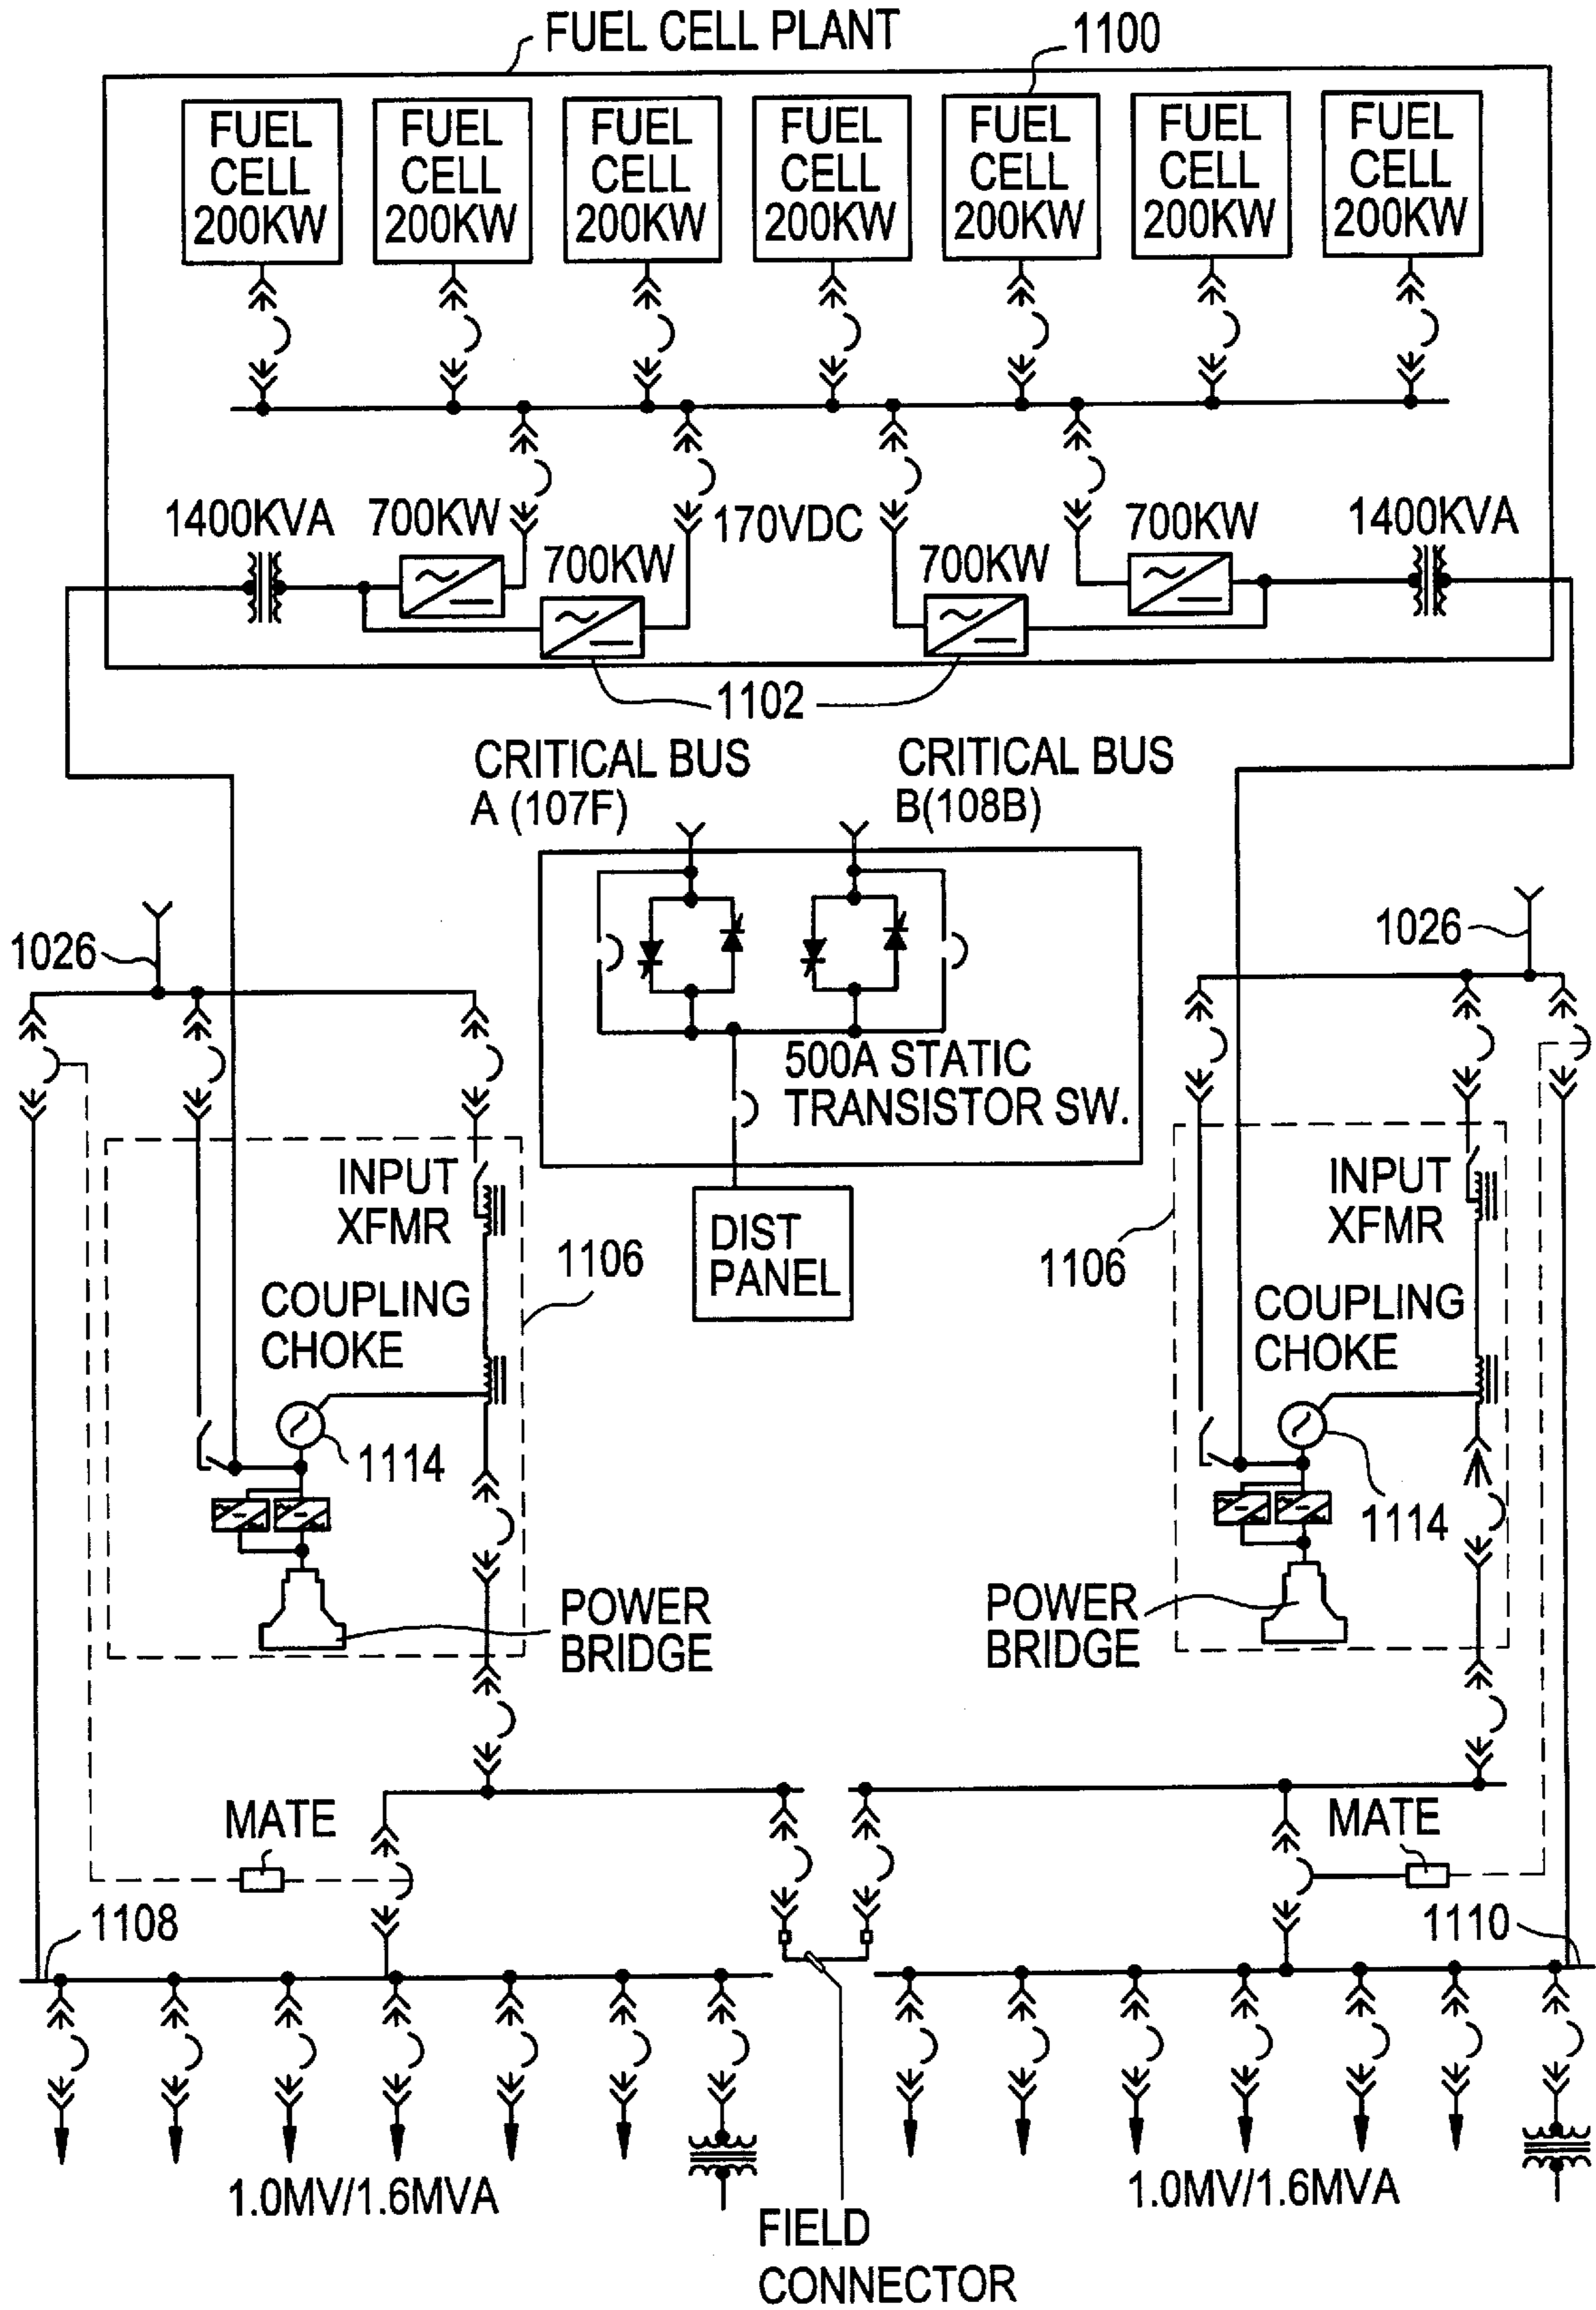 FUEL CELL PLANT
1100
FUEL
CELL
200KW
FUEL
CELL
200KW
FUEL
CELL
200KW
FUEL
CELL
200KW
FUEL
CELL
200KW
FUEL
CELL
200KW
FUEL
CELL
200KW
1400KVA
700KW
700KW
170VDC
700KW
700KW
1400KVA
1102
CRITICAL BUS
A (107F)
CRITICAL BUS
B(108B)
1026
1026
500A STATIC
TRANSISTOR SW.
DIST
PANEL
INPUT
XFMR
1106
COUPLING
CHOKE
1114
POWER
BRIDGE
INPUT
XFMR
1106
COUPLING
CHOKE
1114
POWER
BRIDGE
MATE
MATE
1108
1110
1.0MV/1.6MVA
1.0MV/1.6MVA
FIELD
CONNECTOR